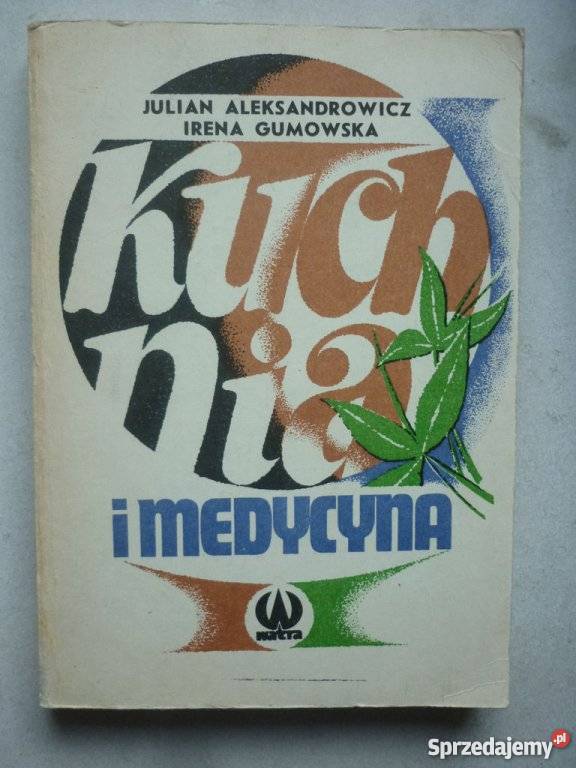 JULIAN ALEKSANDROWICZ
IRENA GUMOWSKA
kuch
nia
i MEDYCYNA
watra
Sprzedajemy.pl